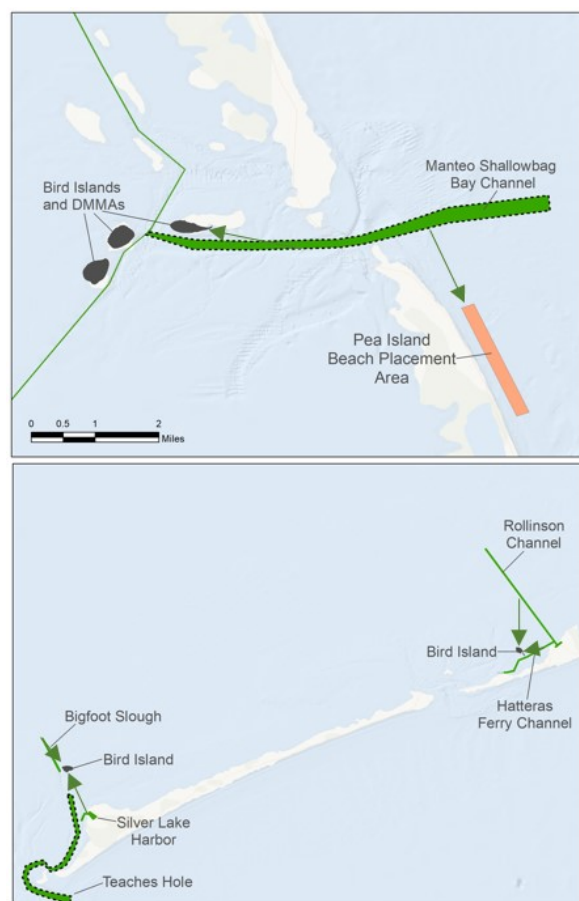 Manteo Shallowbag
Bay Channel
Bird Islands
and DMMAs
Pea Island
Beach Placement
Area
0 0.5 1 2
Miles
Rollinson
Channel
Bird Island
Hatteras
Ferry Channel
Bigfoot Slough
Bird Island
Silver Lake
Harbor
Teaches Hole